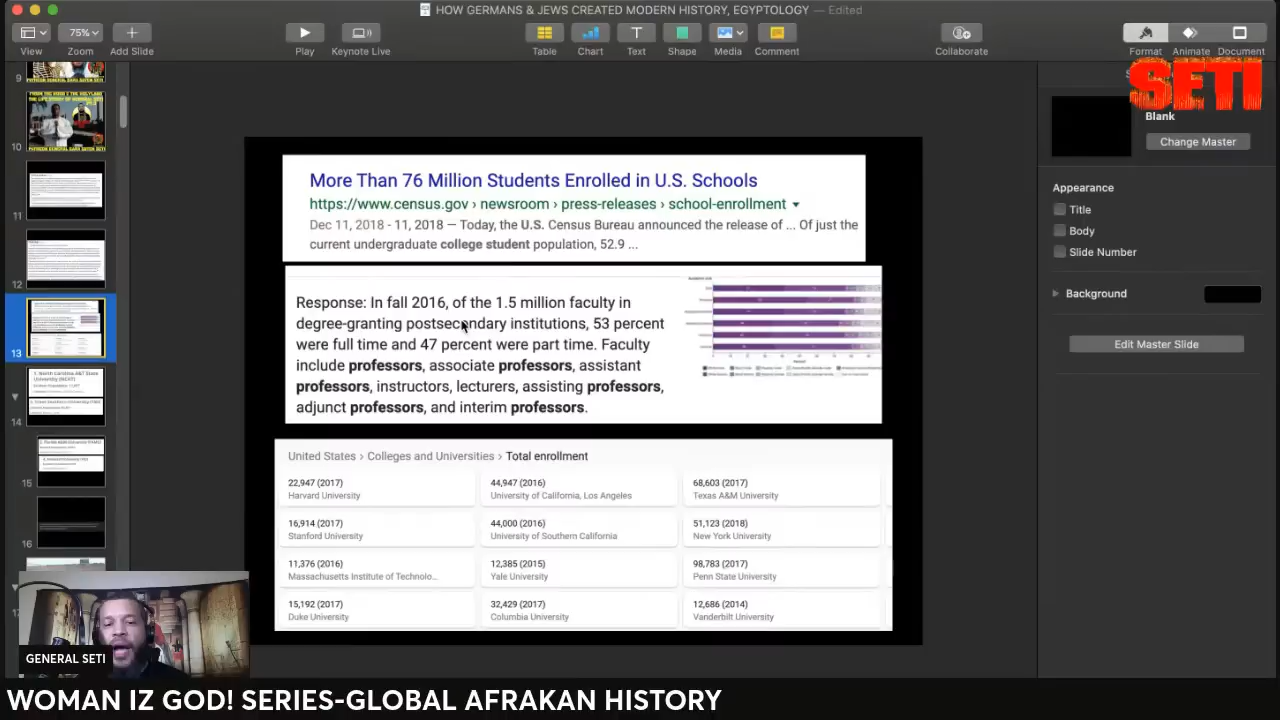 HOW GERMANS & JEWS CREATED MODERN HISTORY, EGYPTOLOGY — Edited
View
75%
Zoom
Add Slide
Play
Keynote Live
Table
Chart
Text
Shape
Media
Comment
Collaborate
Format
Animate
Document
SETI
Blank
Change Master
Appearance
Title
Body
Slide Number
Background
Edit Master Slide
9
10
11
12
13
14
15
16
More Than 76 Million Students Enrolled in U.S. Schools
https://www.census.gov › newsroom › press-releases › school-enrollment
Dec 11, 2018 - 11, 2018 — Today, the U.S. Census Bureau announced the release of ... Of just the
current undergraduate college student population, 52.9 ...
Response: In fall 2016, of the 1.5 million faculty in
degree-granting postsecondary institutions, 53 percent
were full time and 47 percent were part time. Faculty
include professors, associate professors, assistant
professors, instructors, lecturers, assisting professors,
adjunct professors, and interim professors.
United States › Colleges and Universities › Total enrollment
22,947 (2017)
Harvard University
44,947 (2016)
University of California, Los Angeles
68,603 (2017)
Texas A&M University
16,914 (2017)
Stanford University
44,000 (2016)
University of Southern California
51,123 (2018)
New York University
11,376 (2016)
Massachusetts Institute of Technolo...
12,385 (2015)
Yale University
98,783 (2017)
Penn State University
15,192 (2017)
Duke University
32,429 (2017)
Columbia University
12,686 (2014)
Vanderbilt University
GENERAL SETI
WOMAN IZ GOD! SERIES-GLOBAL AFRAKAN HISTORY